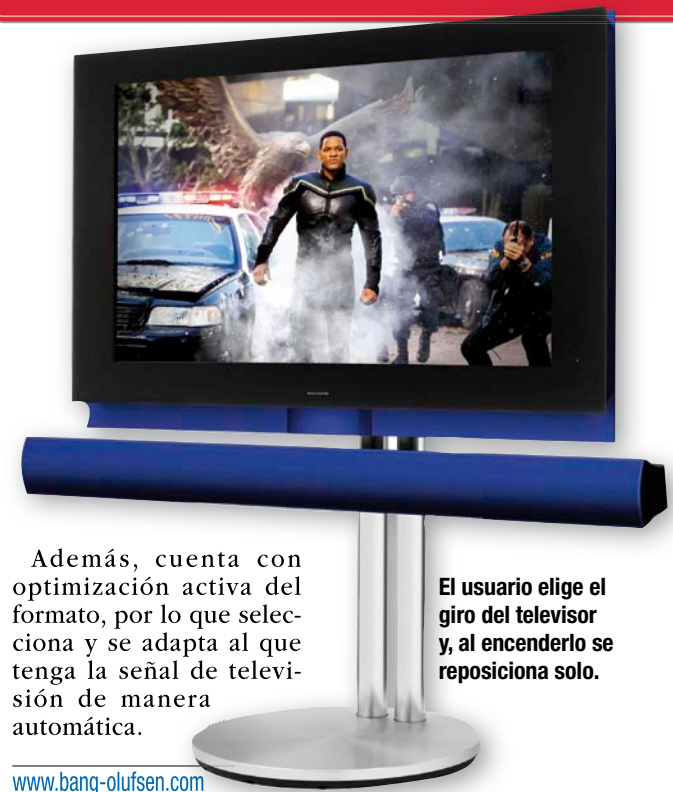 Además, cuenta con
optimización activa del
formato, por lo que selec-
ciona y se adapta al que
tenga la señal de televi-
sión de manera
automática.
www.bang-olufsen.com
El usuario elige el
giro del televisor
y, al encenderlo se
reposiciona solo.